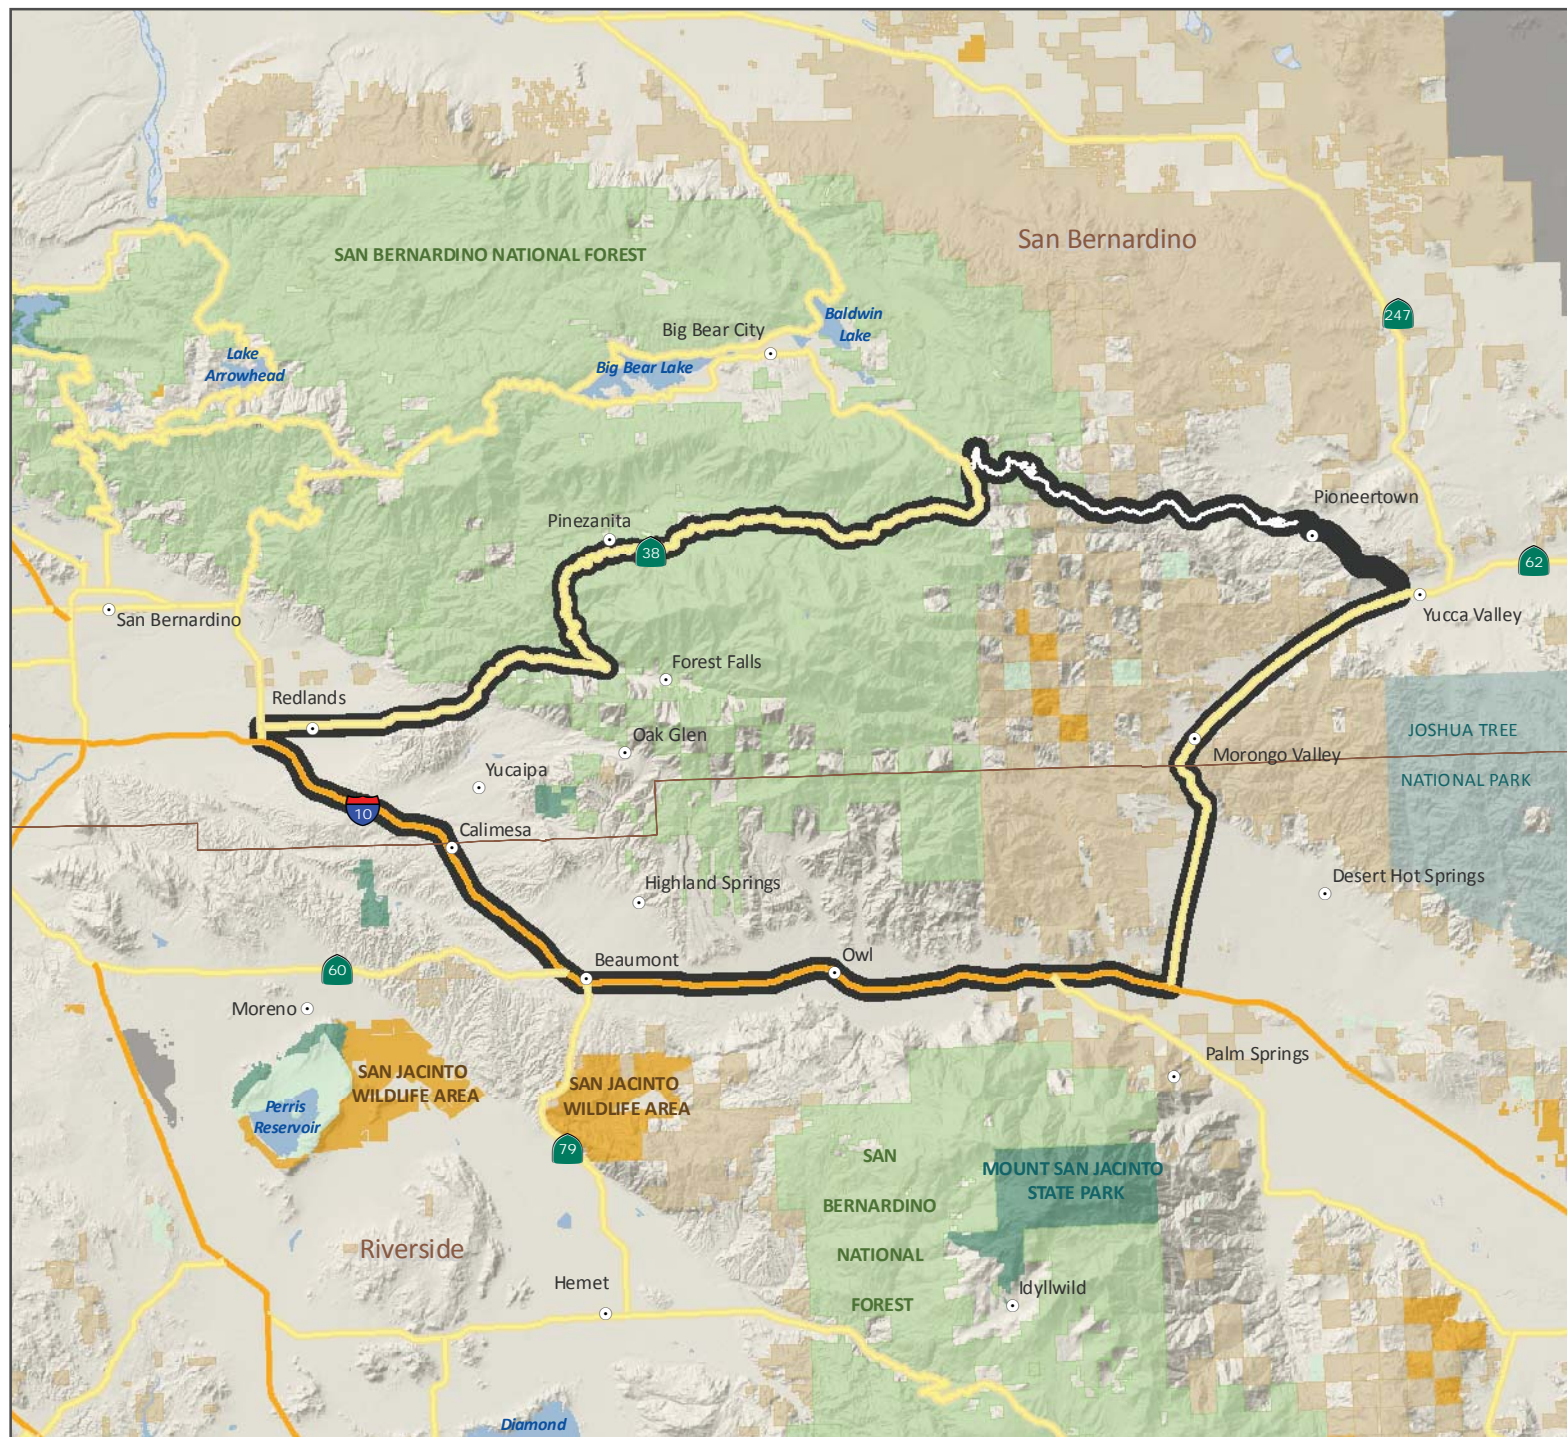 San Bernardino
SAN BERNARDINO NATIONAL FOREST
247
Baldwin
Lake
Big Bear City
Lake
Arrowhead
Big Bear Lake
Pioneertown
Pinezanita
38
62
San Bernardino
Yucca Valley
Forest Falls
Redlands
Oak Glen
JOSHUA TREE
Morongo Valley
Yucaipa
NATIONAL PARK
10
Calimesa
Highland Springs
Desert Hot Springs
Beaumont
Owl
60
Moreno
Palm Springs
SAN JACINTO
WILDLIFE AREA
SAN JACINTO
WILDLIFE AREA
Perris
Reservoir
79
SAN
BERNARDINO
NATIONAL
FOREST
MOUNT SAN JACINTO
STATE PARK
Riverside
Hemet
Idyllwild
Diamond